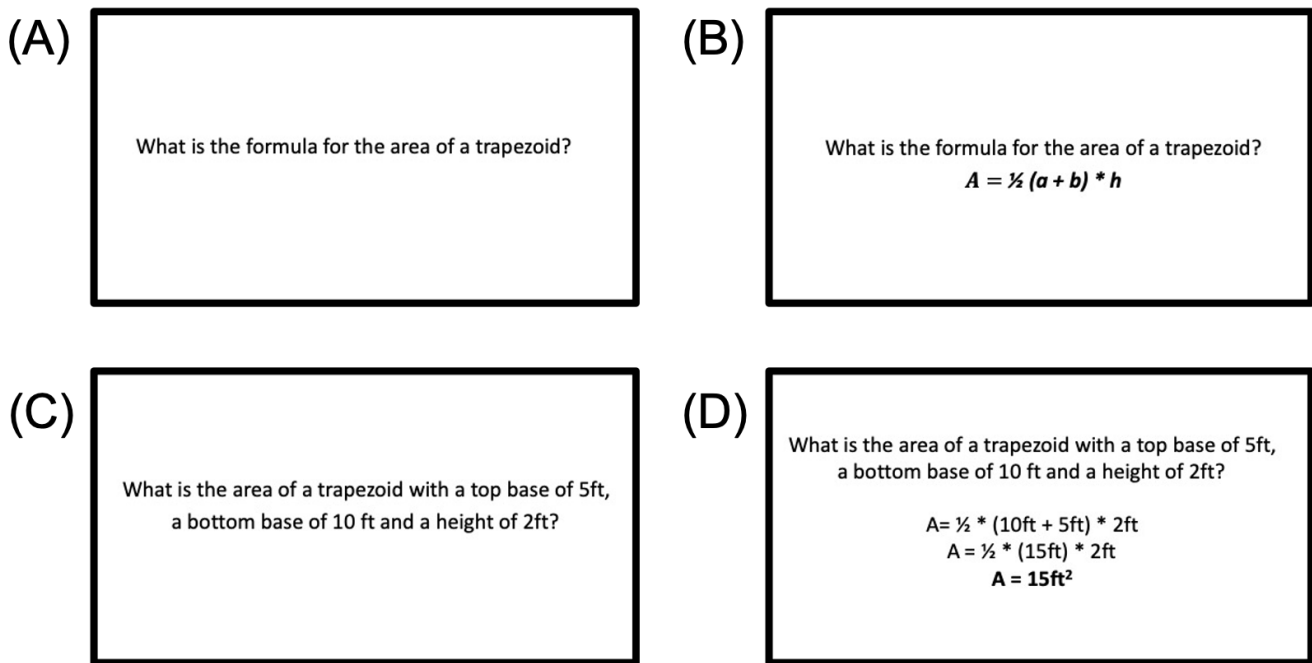 (A)
What is the formula for the area of a trapezoid?
(B)
What is the formula for the area of a trapezoid?
A = ½ (a + b) * h
(C)
What is the area of a trapezoid with a top base of 5ft,
a bottom base of 10 ft and a height of 2ft?
(D)
What is the area of a trapezoid with a top base of 5ft,
a bottom base of 10 ft and a height of 2ft?
A= ½ * (10ft + 5ft) * 2ft
A = ½ * (15ft) * 2ft
A = 15ft²